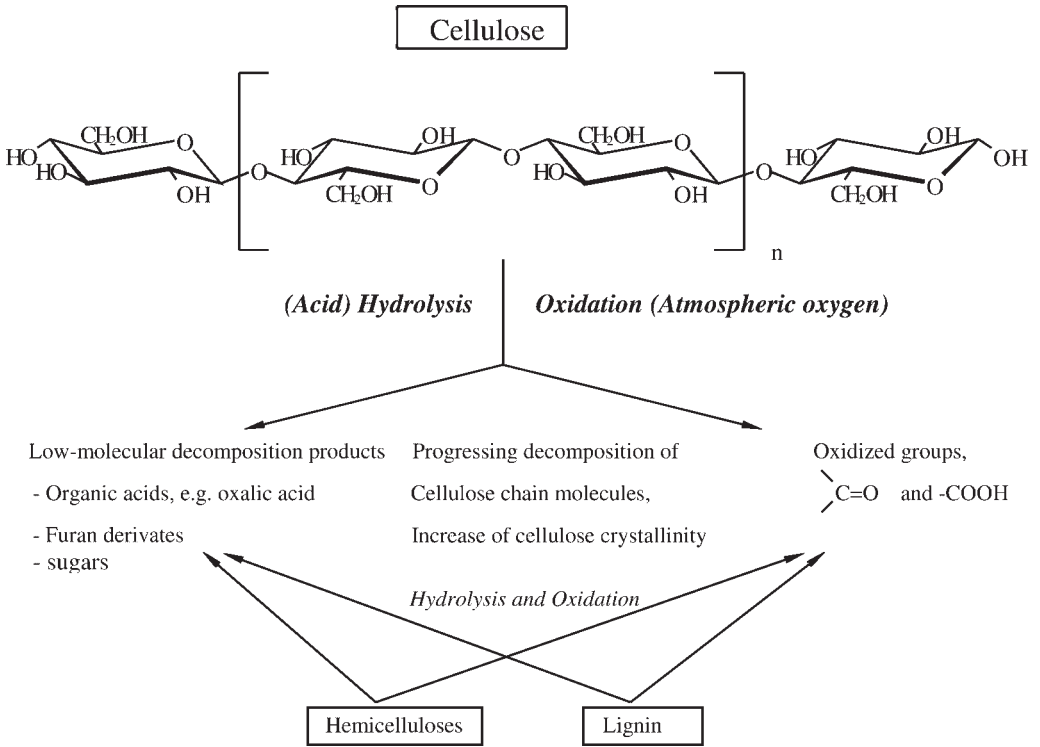 Cellulose
CH₂OH O OH CH₂OH O OH
HO HO O HO O HO O HO OH
HO OH CH₂OH O OH CH₂OH O
n
(Acid) Hydrolysis Oxidation (Atmospheric oxygen)
Low-molecular decomposition products Progressing decomposition of Oxidized groups,
- Organic acids, e.g. oxalic acid Cellulose chain molecules, C=O and -COOH
- Furan derivates Increase of cellulose crystallinity
- sugars
Hydrolysis and Oxidation
Hemicelluloses Lignin